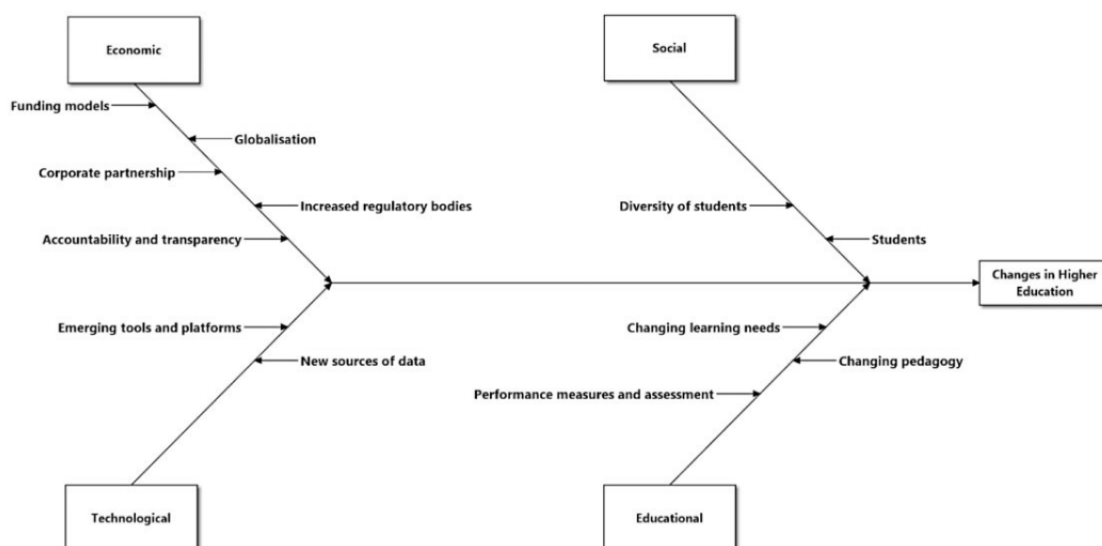 Economic
Social
Funding models
Globalisation
Corporate partnership
Increased regulatory bodies
Accountability and transparency
Diversity of students
Students
Changes in Higher
Education
Emerging tools and platforms
New sources of data
Changing learning needs
Changing pedagogy
Performance measures and assessment
Technological
Educational